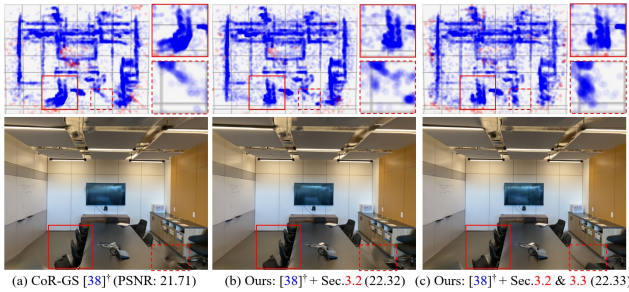 (a) CoR-GS [38]† (PSNR: 21.71)
(b) Ours: [38]† + Sec.3.2 (22.32)
(c) Ours: [38]† + Sec.3.2 & 3.3 (22.33)